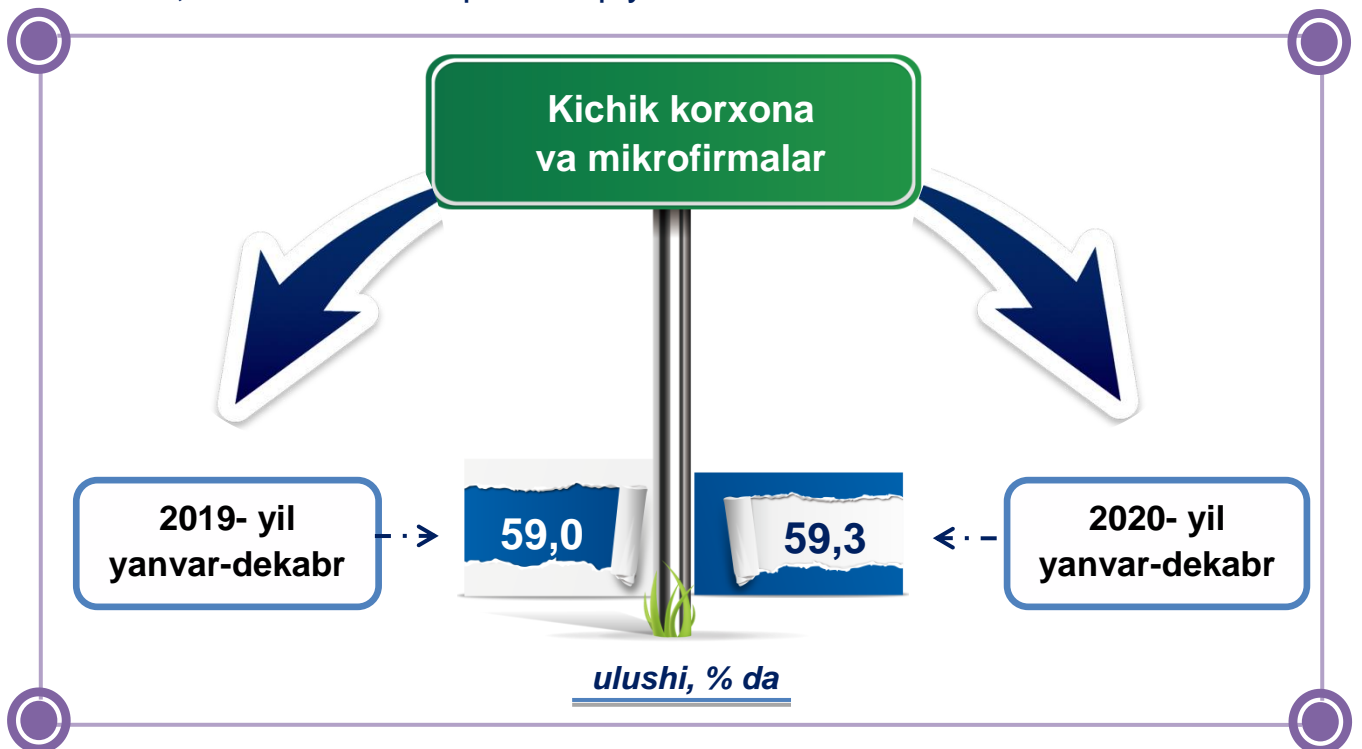 Kichik korxona
va mikrofirmalar
2019- yil
yanvar-dekabr
59,0
59,3
2020- yil
yanvar-dekabr
ulushi, % da